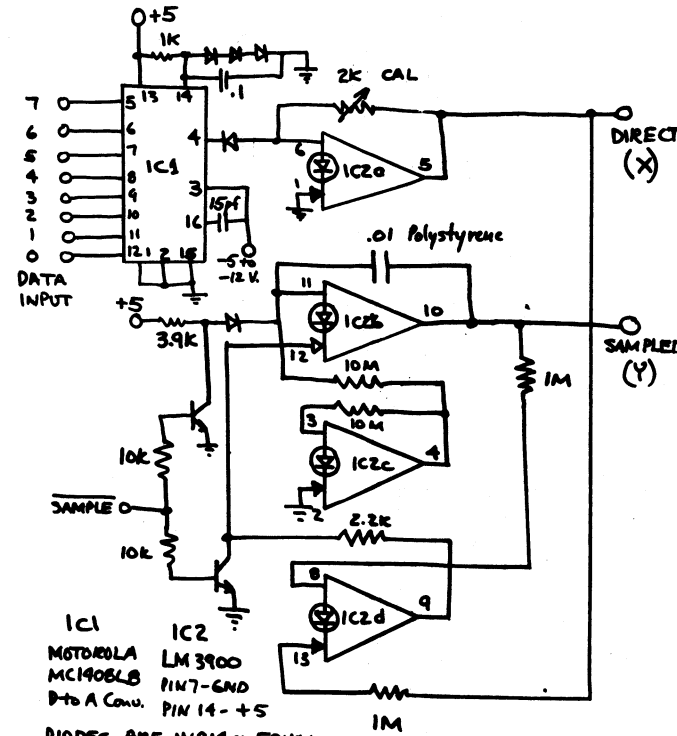 +5
1K
.1
2K CAL
7
6
5
4
3
2
1
0
DATA
INPUT
5
6
7
8
9
10
11
12
13
14
IC1
4
3
16
1
2
15
15pf
-5 to
-12 V.
6
1
IC2a
5
DIRECT
(X)
.01 Polystyrene
11
12
IC2b
10
SAMPLED
(Y)
+5
3.9K
10M
10M
3
2
IC2c
4
1M
10K
SAMPLE
10K
2.2K
8
13
IC2d
9
1M
IC1
MOTOROLA
MC1408L8
D to A Conv.
IC2
LM 3900
PIN 7 - GND
PIN 14 - +5
DIODES ARE